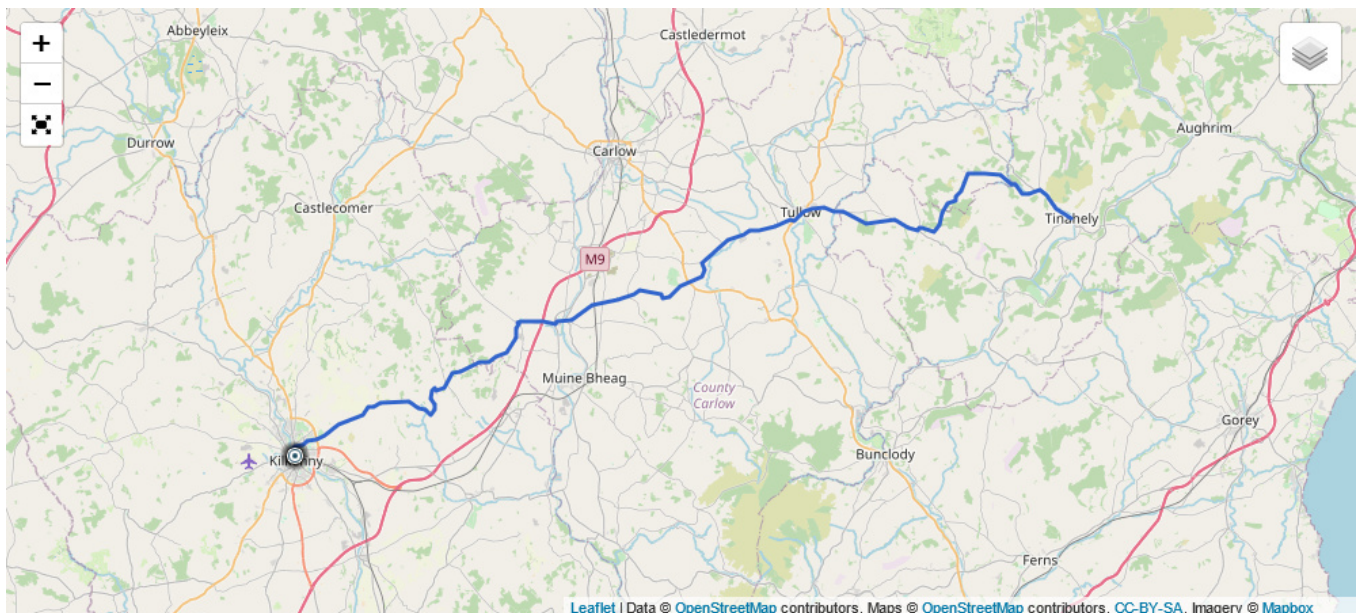 +
−
Abbeyleix
Castledermot
Durrow
Carlow
Aughrim
Castlecomer
Tullow
Tinahely
M9
Muine Bheag
County
Carlow
Gorey
Bunclody
Ferns
Leaflet | Data © OpenStreetMap contributors, Maps © OpenStreetMap contributors, CC-BY-SA, Imagery © Mapbox